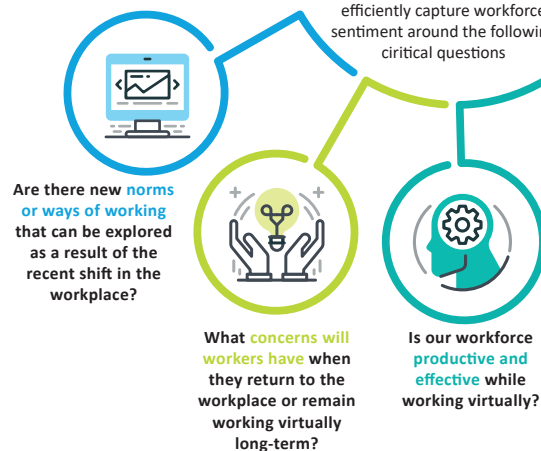 efficiently capture workforce
sentiment around the following
ciritical questions
Are there new norms
or ways of working
that can be explored
as a result of the
recent shift in the
workplace?
What concerns will
workers have when
they return to the
workplace or remain
working virtually
long-term?
Is our workforce
productive and
effective while
working virtually?